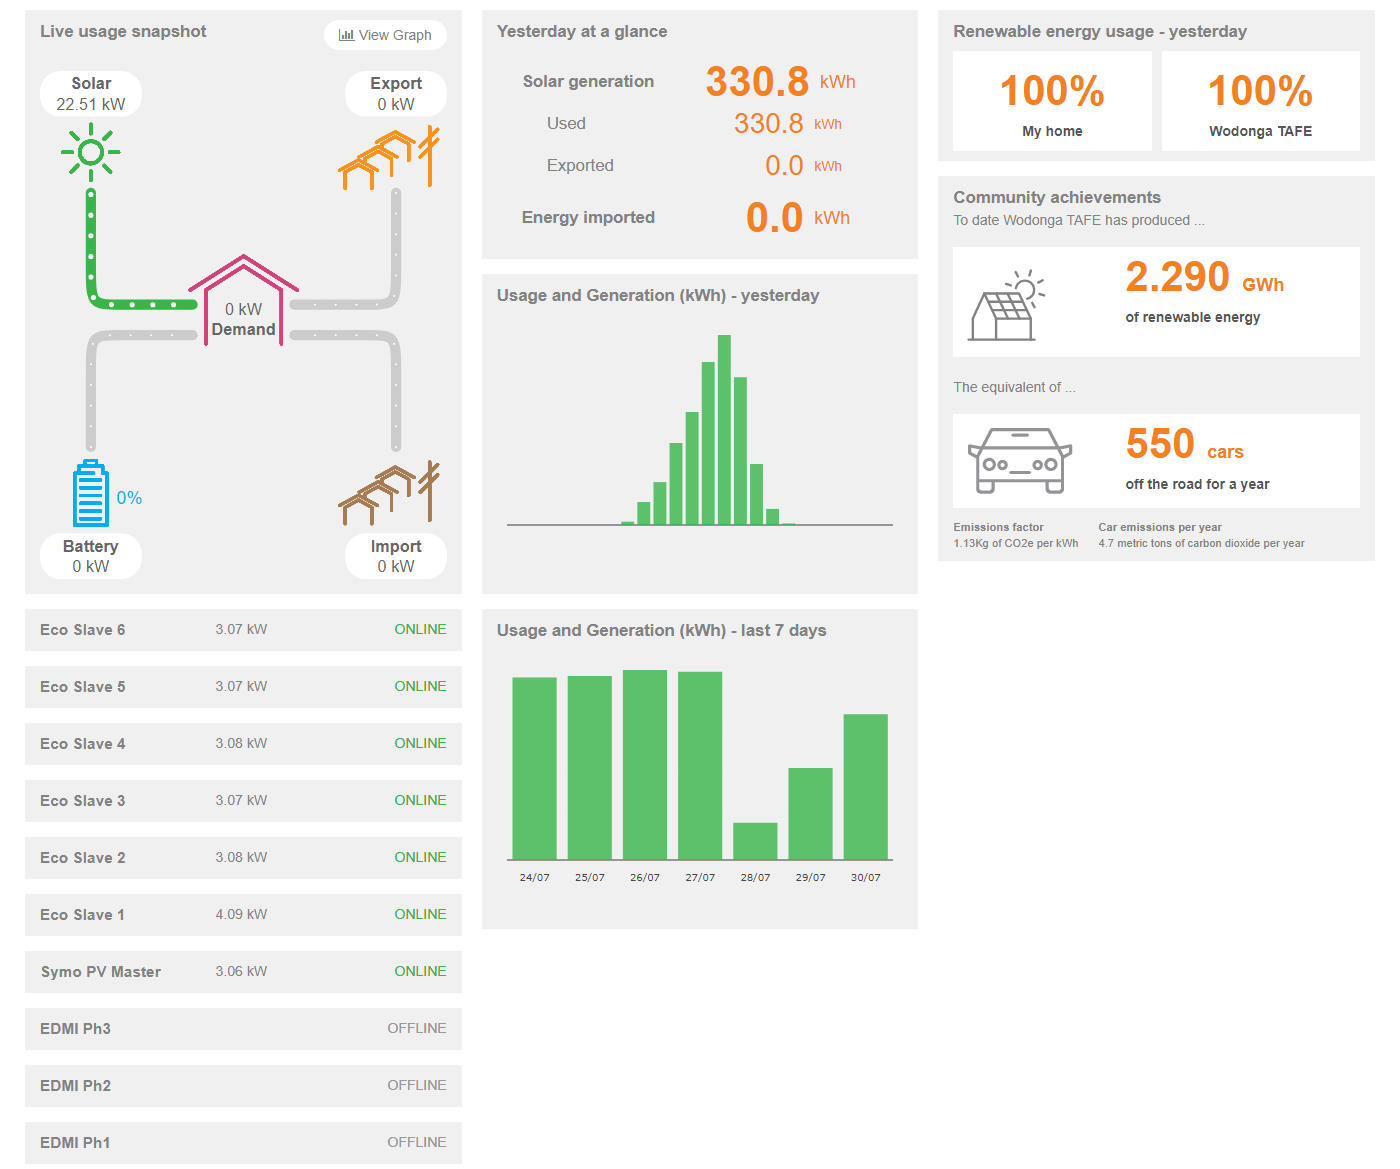 Live usage snapshot
View Graph
Solar
22.51 kW
Export
0 kW
0 kW
Demand
0%
Battery
0 kW
Import
0 kW
Eco Slave 6 3.07 kW ONLINE
Eco Slave 5 3.07 kW ONLINE
Eco Slave 4 3.08 kW ONLINE
Eco Slave 3 3.07 kW ONLINE
Eco Slave 2 3.08 kW ONLINE
Eco Slave 1 4.09 kW ONLINE
Symo PV Master 3.06 kW ONLINE
EDMI Ph3 OFFLINE
EDMI Ph2 OFFLINE
EDMI Ph1 OFFLINE
Yesterday at a glance
Solar generation 330.8 kWh
Used 330.8 kWh
Exported 0.0 kWh
Energy imported 0.0 kWh
Usage and Generation (kWh) - yesterday
Usage and Generation (kWh) - last 7 days
24/07 25/07 26/07 27/07 28/07 29/07 30/07
Renewable energy usage - yesterday
100%
My home
100%
Wodonga TAFE
Community achievements
To date Wodonga TAFE has produced ...
2.290 GWh
of renewable energy
The equivalent of ...
550 cars
off the road for a year
Emissions factor
1.13Kg of CO2e per kWh
Car emissions per year
4.7 metric tons of carbon dioxide per year